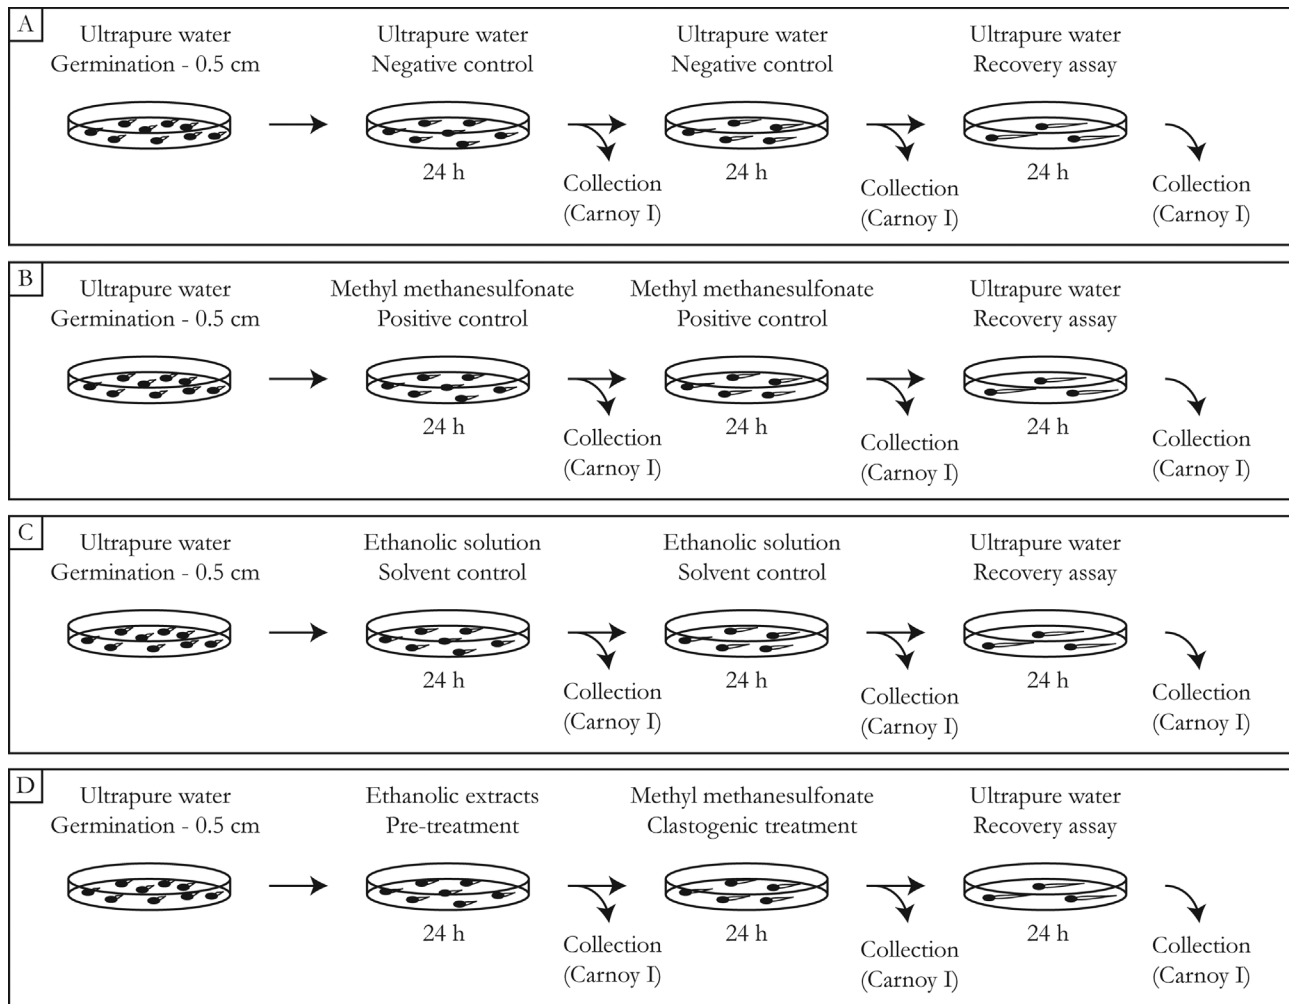 A
Ultrapure water
Germination - 0.5 cm
Ultrapure water
Negative control
24 h
Collection
(Carnoy I)
Ultrapure water
Negative control
24 h
Collection
(Carnoy I)
Ultrapure water
Recovery assay
24 h
Collection
(Carnoy I)
B
Ultrapure water
Germination - 0.5 cm
Methyl methanesulfonate
Positive control
24 h
Collection
(Carnoy I)
Methyl methanesulfonate
Positive control
24 h
Collection
(Carnoy I)
Ultrapure water
Recovery assay
24 h
Collection
(Carnoy I)
C
Ultrapure water
Germination - 0.5 cm
Ethanolic solution
Solvent control
24 h
Collection
(Carnoy I)
Ethanolic solution
Solvent control
24 h
Collection
(Carnoy I)
Ultrapure water
Recovery assay
24 h
Collection
(Carnoy I)
D
Ultrapure water
Germination - 0.5 cm
Ethanolic extracts
Pre-treatment
24 h
Collection
(Carnoy I)
Methyl methanesulfonate
Clastogenic treatment
24 h
Collection
(Carnoy I)
Ultrapure water
Recovery assay
24 h
Collection
(Carnoy I)